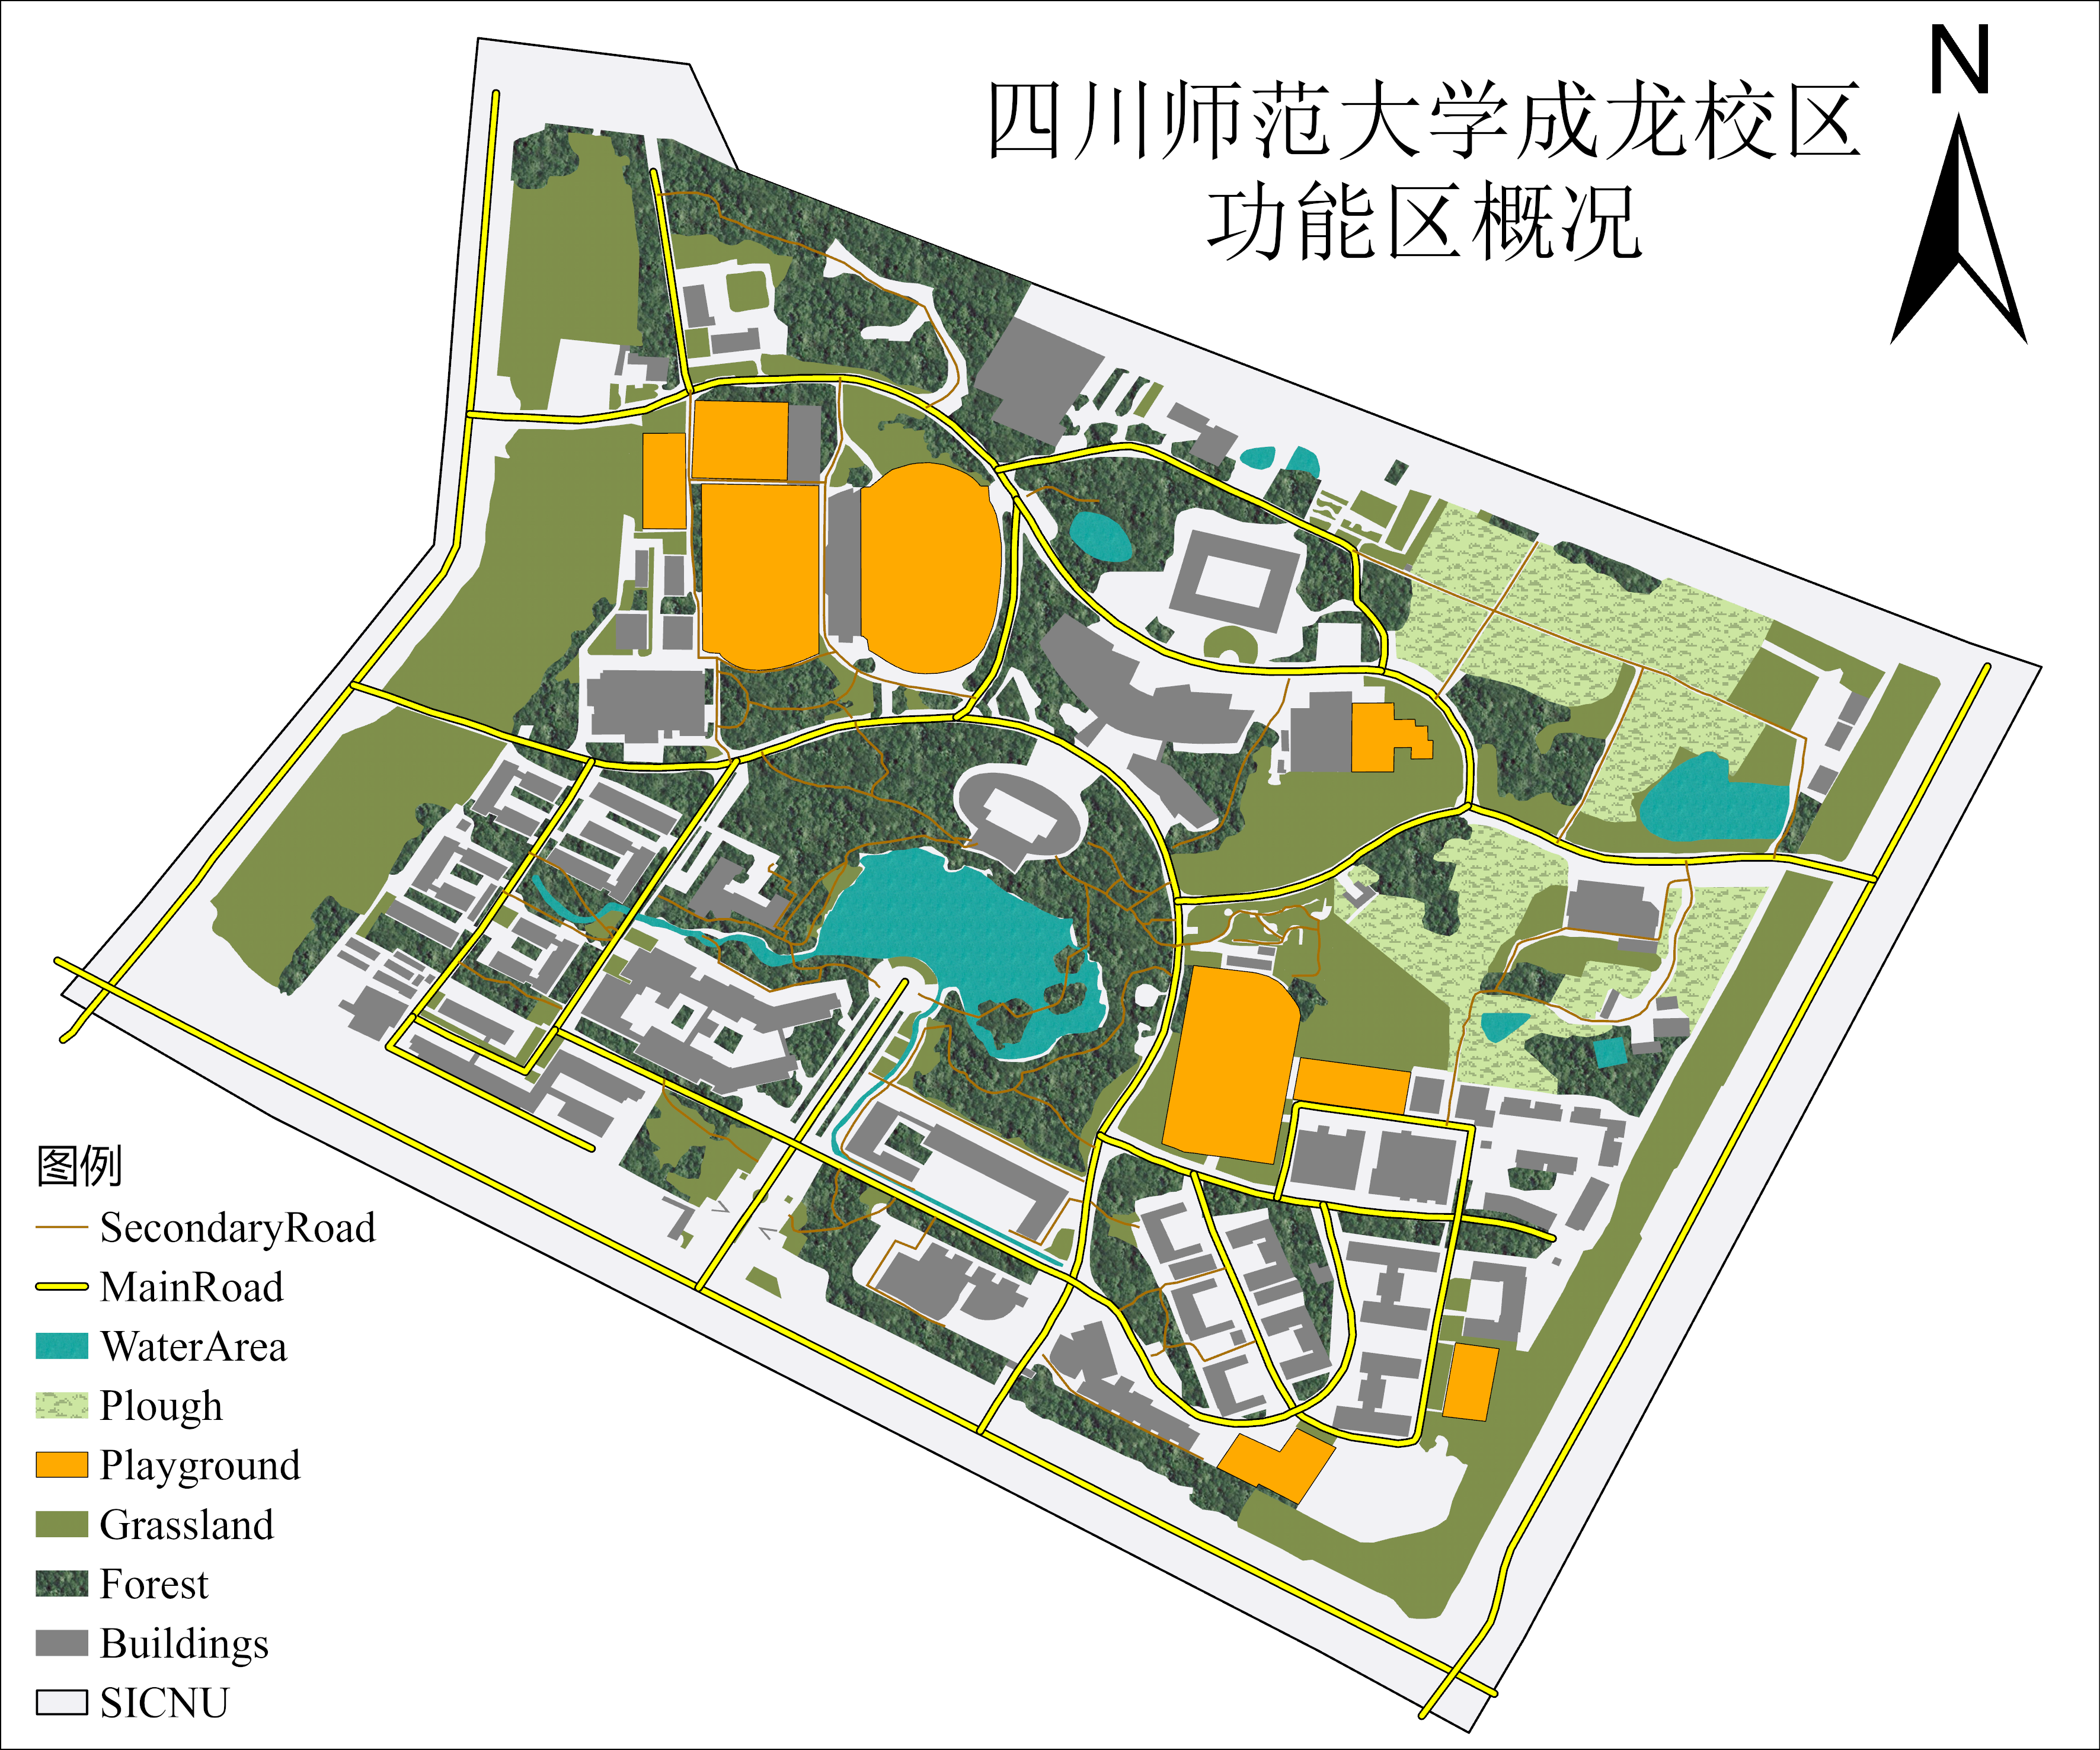 四川师范大学成龙校区
功能区概况
N
图例
SecondaryRoad
MainRoad
WaterArea
Plough
Playground
Grassland
Forest
Buildings
SICNU